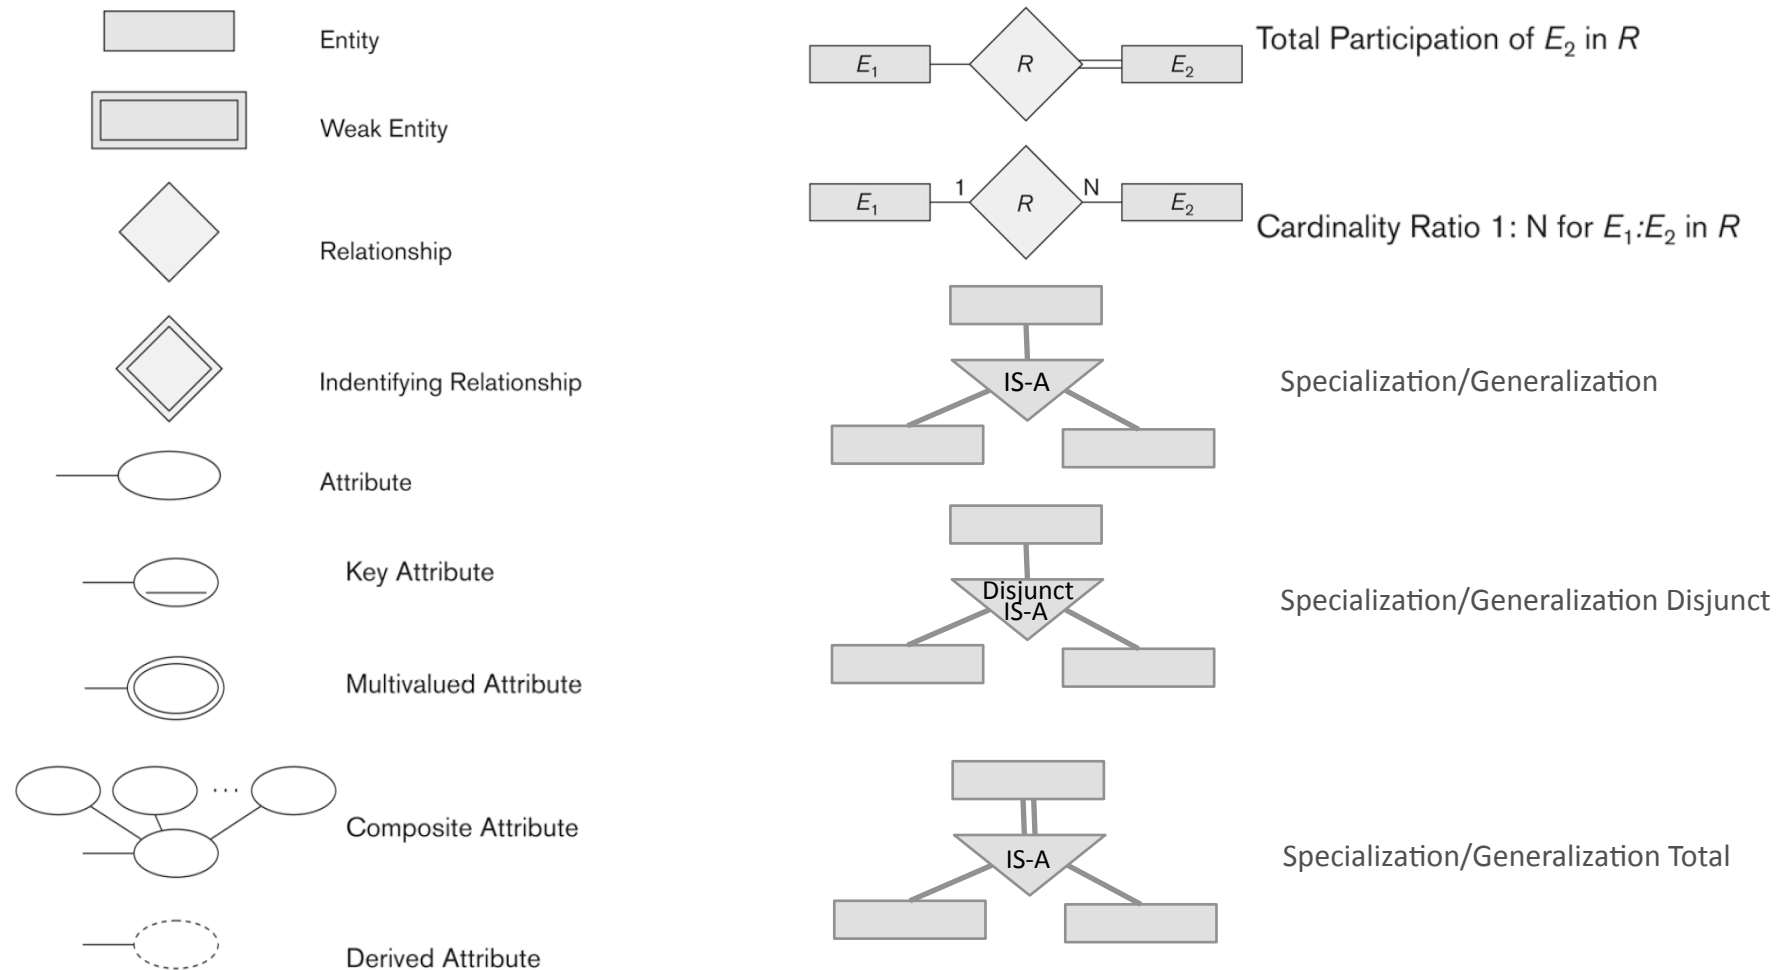 Entity
Weak Entity
Relationship
Indentifying Relationship
Attribute
Key Attribute
Multivalued Attribute
...
Composite Attribute
Derived Attribute
E₁ R E₂
Total Participation of E₂ in R
E₁ 1 R N E₂
Cardinality Ratio 1: N for E₁:E₂ in R
IS-A
Specialization/Generalization
Disjunct
IS-A
Specialization/Generalization Disjunct
IS-A
Specialization/Generalization Total